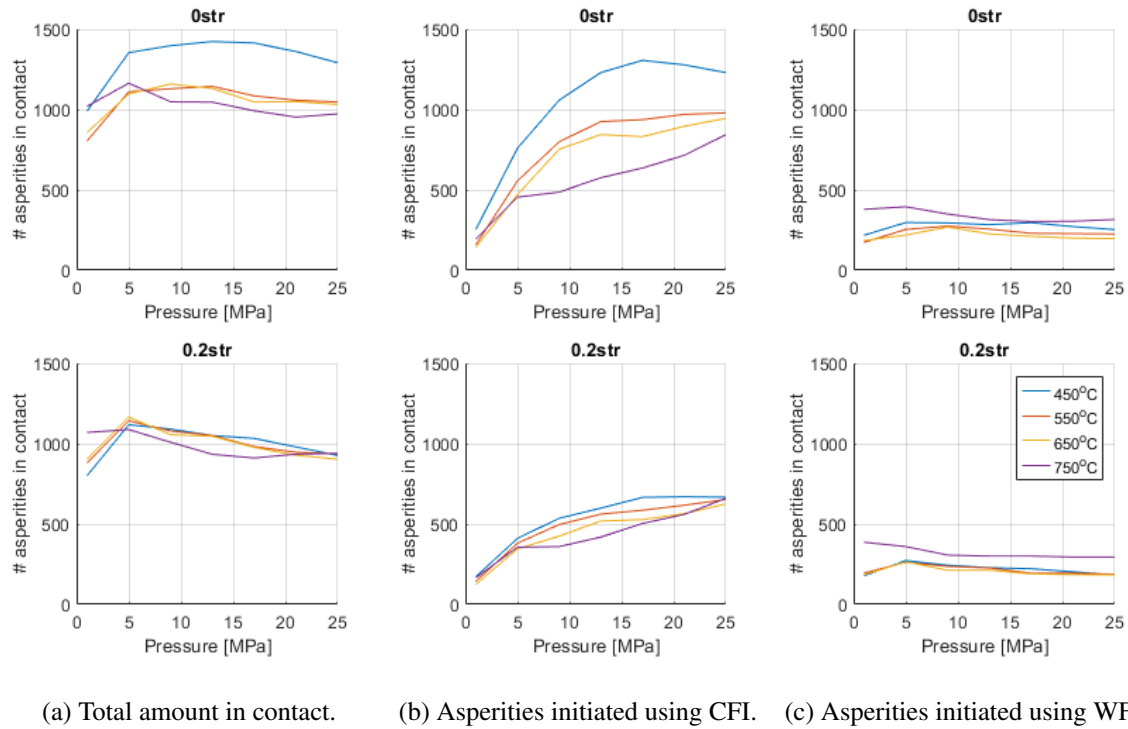 0str
0str
0str
1500
1000
500
0
# asperities in contact
0 5 10 15 20 25
Pressure [MPa]
1500
1000
500
0
# asperities in contact
0 5 10 15 20 25
Pressure [MPa]
1500
1000
500
0
# asperities in contact
0 5 10 15 20 25
Pressure [MPa]
0.2str
0.2str
0.2str
1500
1000
500
0
# asperities in contact
0 5 10 15 20 25
Pressure [MPa]
1500
1000
500
0
# asperities in contact
0 5 10 15 20 25
Pressure [MPa]
1500
1000
500
0
# asperities in contact
0 5 10 15 20 25
Pressure [MPa]
450°C
550°C
650°C
750°C
(a) Total amount in contact.
(b) Asperities initiated using CFI.
(c) Asperities initiated using